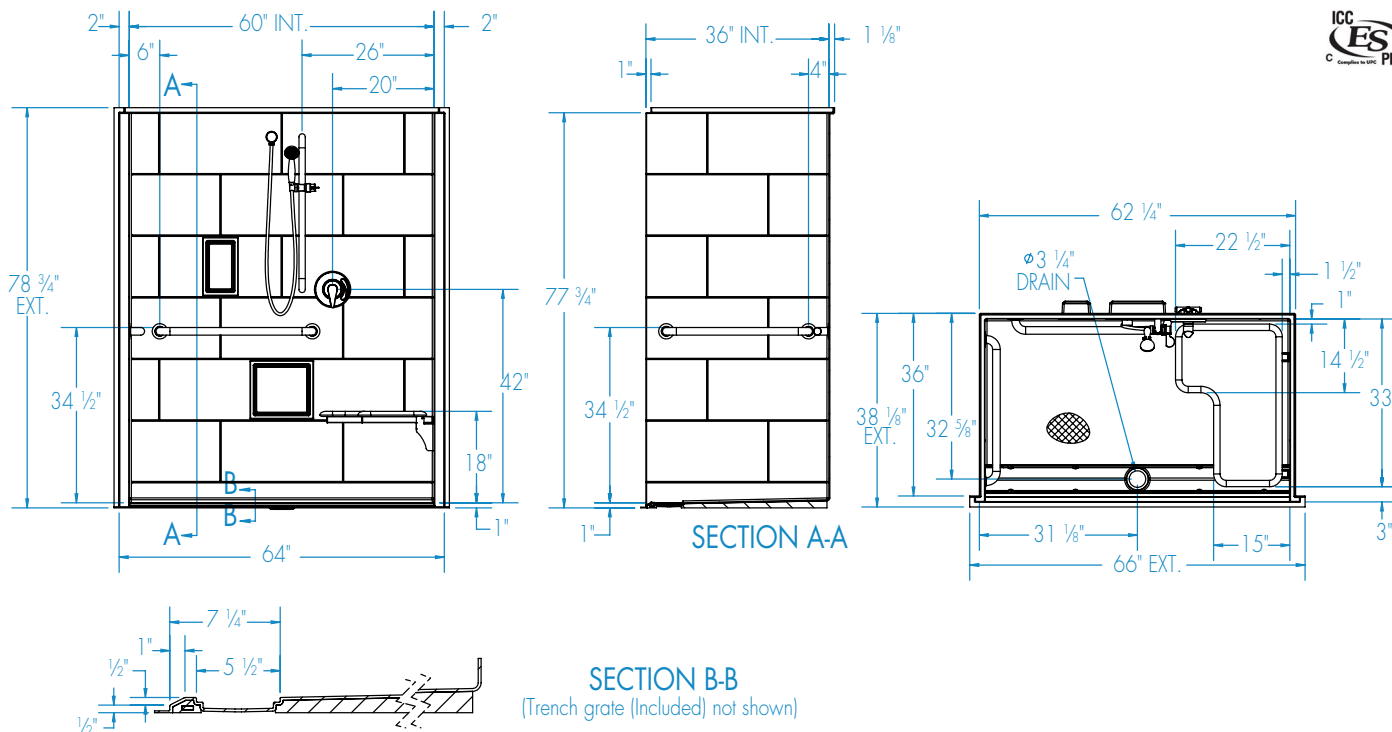 2"
60" INT.
2"
6"
26"
20"
A
78 ¾"
EXT.
34 ½"
42"
18"
B
B
A
1"
64"
36" INT.
1 ⅛"
1"
4"
77 ¾"
34 ½"
1"
SECTION A-A
ICC
ES
C
Complies to UPC
62 ¼"
22 ½"
ø3 ¼"
DRAIN
1 ½"
1"
14 ½"
36"
33
38 ⅛"
EXT.
32 ⅝"
31 ⅛"
15"
3"
66" EXT.
7 ¼"
1"
5 ½"
½"
½"
SECTION B-B
(Trench grate (Included) not shown)